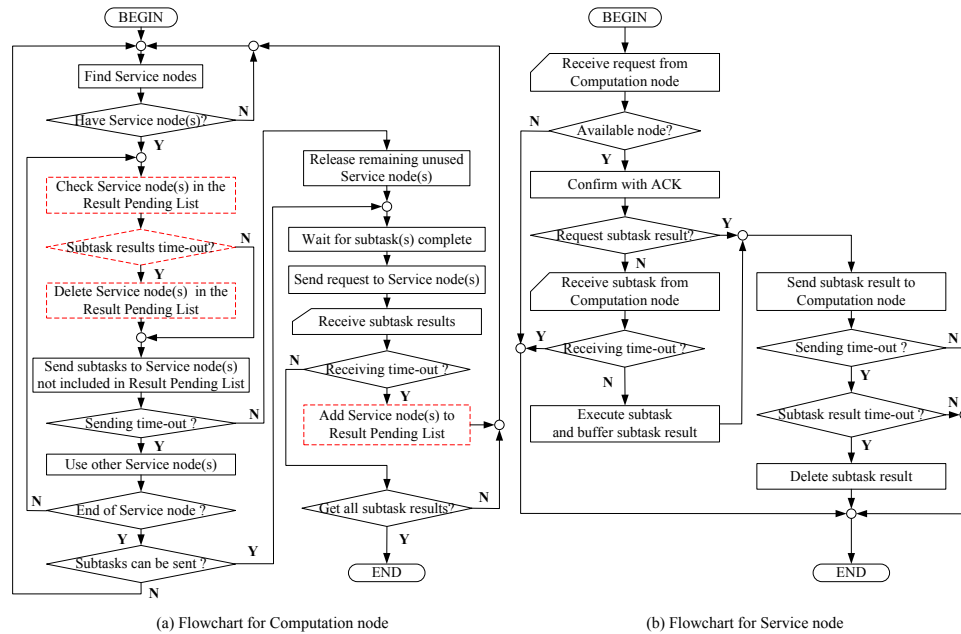 BEGIN
Find Service nodes
Have Service node(s)?
N
Y
Check Service node(s) in the
Result Pending List
Subtask results time-out?
N
Y
Delete Service node(s) in the
Result Pending List
Send subtasks to Service node(s)
not included in Result Pending List
Sending time-out ?
N
Y
Use other Service node(s)
N
End of Service node ?
Y
Subtasks can be sent ?
Y
N
Release remaining unused
Service node(s)
Wait for subtask(s) complete
Send request to Service node(s)
Receive subtask results
N
Receiving time-out ?
Y
Add Service node(s) to
Result Pending List
Get all subtask results?
N
Y
END
(a) Flowchart for Computation node
BEGIN
Receive request from
Computation node
N
Available node?
Y
Confirm with ACK
Request subtask result?
Y
N
Receive subtask from
Computation node
Y
Receiving time-out ?
N
Execute subtask
and buffer subtask result
Send subtask result to
Computation node
Sending time-out ?
N
Y
Subtask result time-out ?
N
Y
Delete subtask result
END
(b) Flowchart for Service node